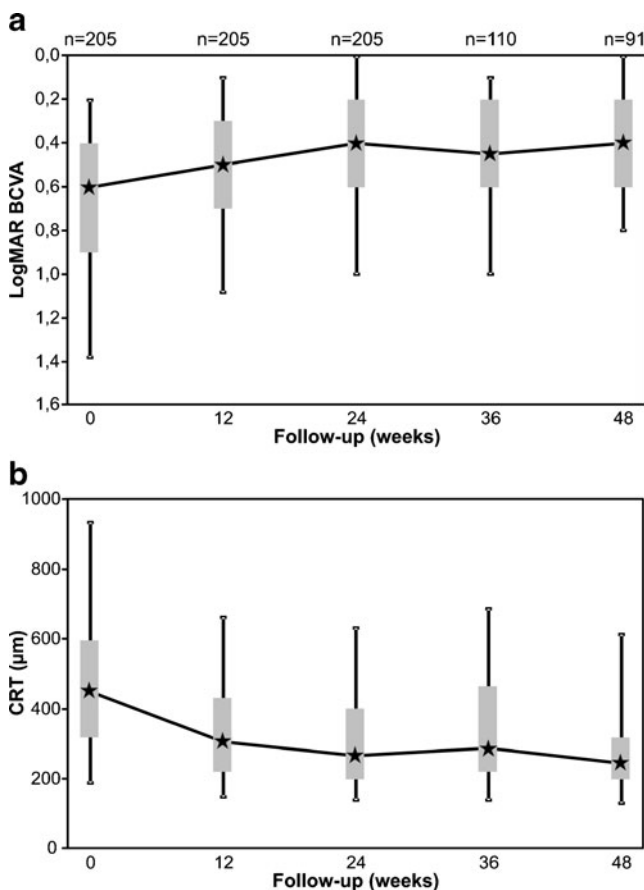 a
n=205 n=205 n=205 n=110 n=91
0,0
0,2
0.4
0,6
0,8
1,0
1,2
1,4
1,6
LogMAR BCVA
0 12 24 36 48
Follow-up (weeks)
b
1000
800
600
400
200
0
CRT (µm)
0 12 24 36 48
Follow-up (weeks)